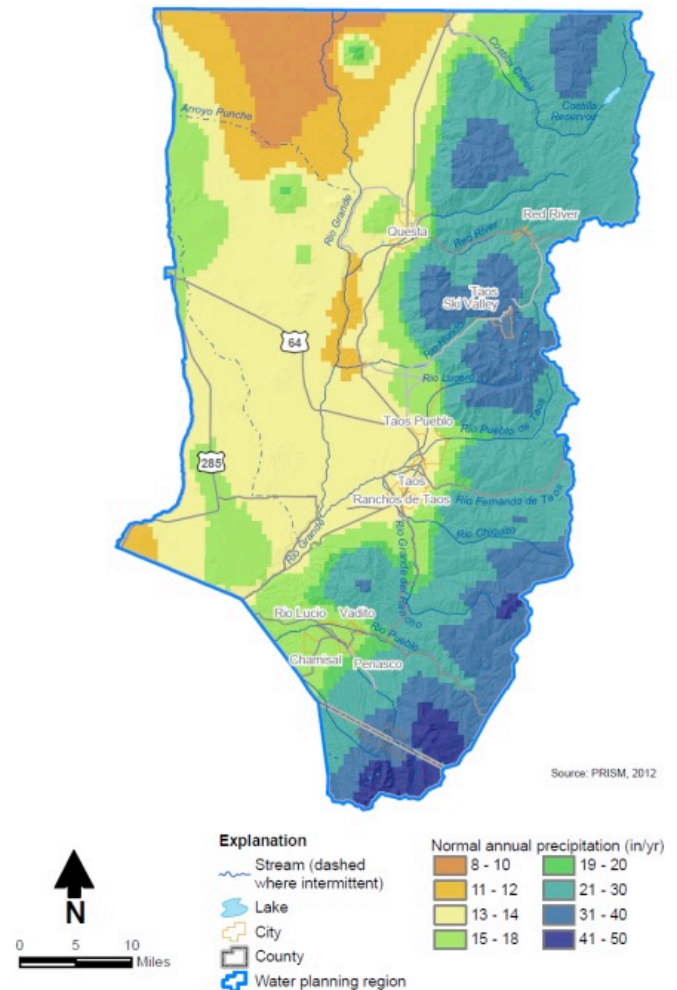 Costilla Creek
Costilla
Reservoir
Arroyo Punche
Rio Grande
Questa
Red River
Red River
Taos
Ski Valley
64
Rio Hondo
Rio Lucero
Taos Pueblo
Rio Pueblo de Taos
285
Taos
Ranchos de Taos
Rio Fernando de Taos
Rio Chiquito
Rio Grande
Rio Grande del Rancho
Rio Lucio
Vadito
Rio Pueblo
Chamisal
Penasco
Source: PRISM, 2012
N
0 5 10
Miles
Explanation
Stream (dashed
where intermittent)
Lake
City
County
Water planning region
Normal annual precipitation (in/yr)
8 - 10
11 - 12
13 - 14
15 - 18
19 - 20
21 - 30
31 - 40
41 - 50